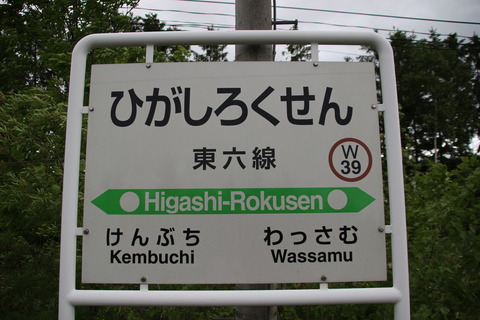 ひがしろくせん
東六線
W
39
Higashi-Rokusen
けんぶち わっさむ
Kembuchi Wassamu